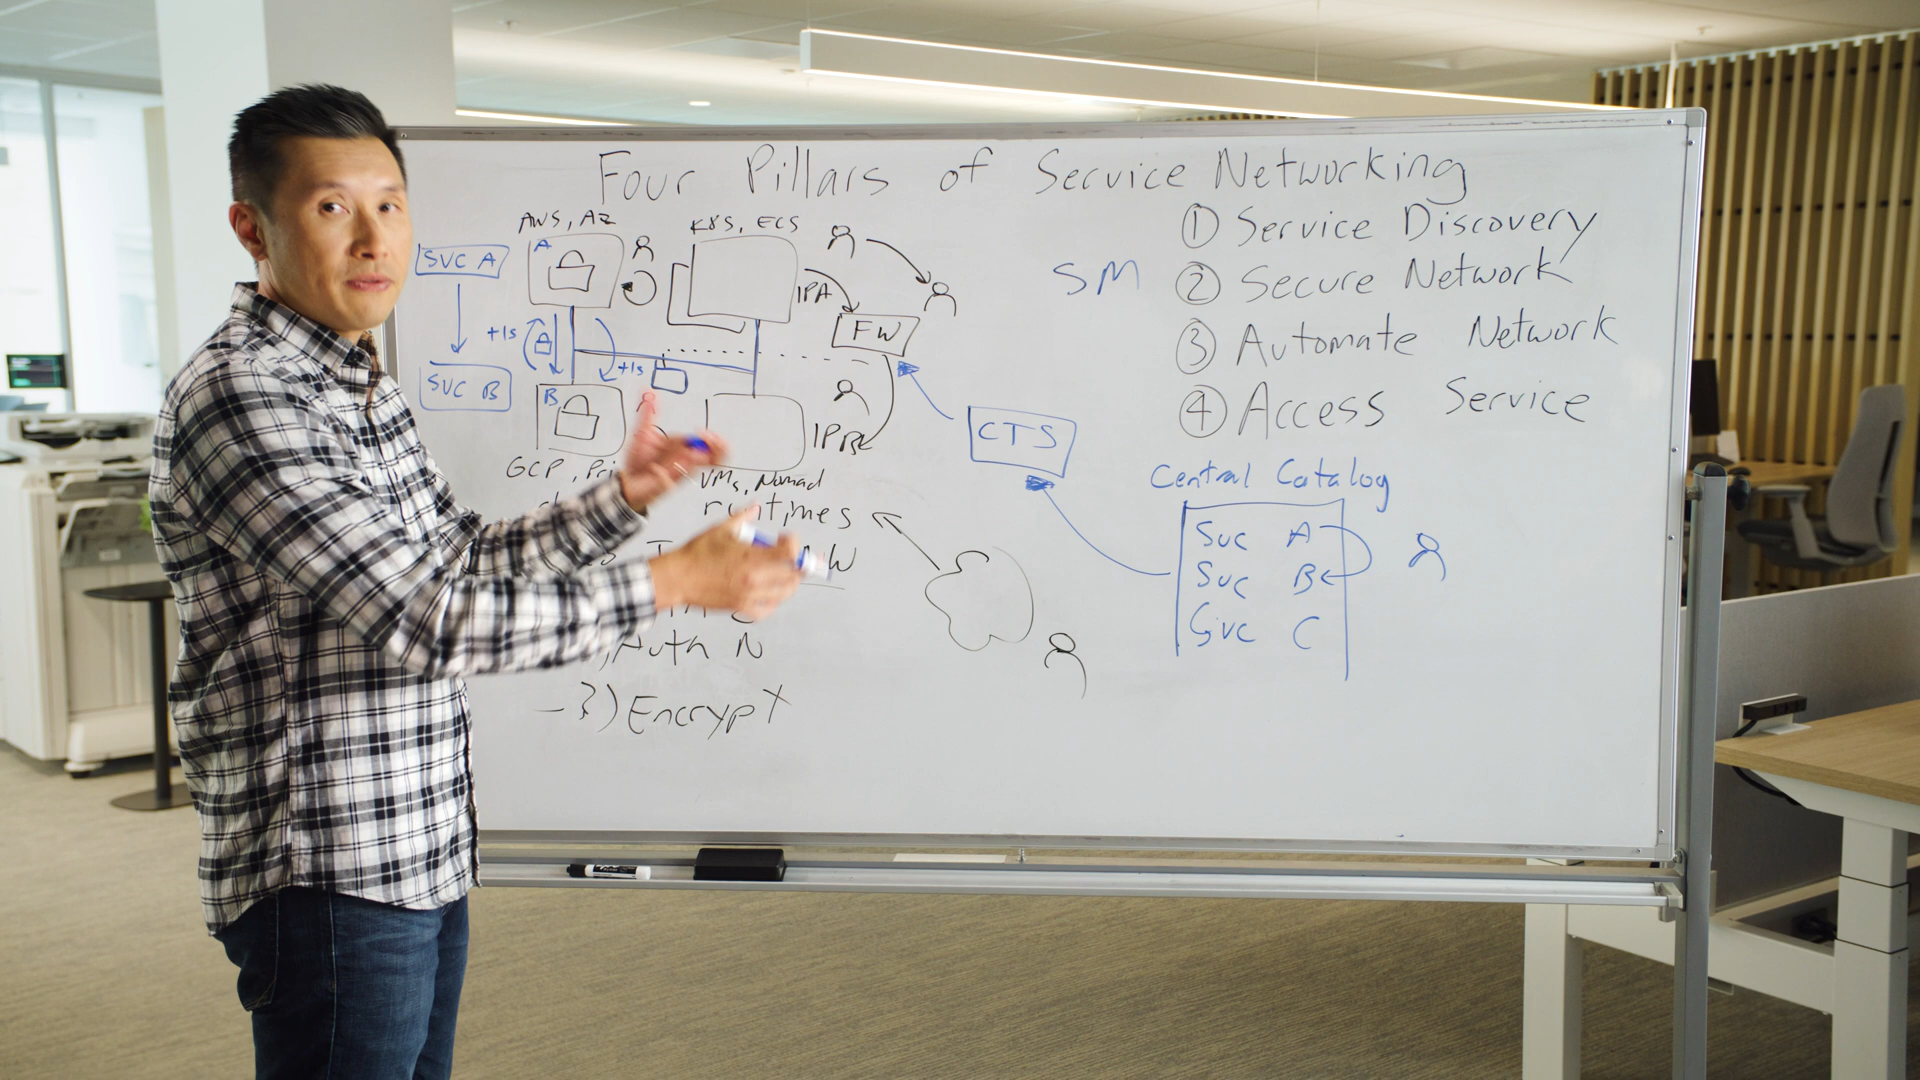 Four Pillars of Service Networking
AWS, AZ
K8S, ECS
① Service Discovery
SVC A
A
SM
② Secure Network
IPA
FW
+ls
③ Automate Network
+ls
SVC B
B
④ Access Service
CTS
IPB
GCP,
VMs, Nomad
runtimes
Central Catalog
Svc A
Svc B
Svc C
W
Auth N
- 3) Encrypt